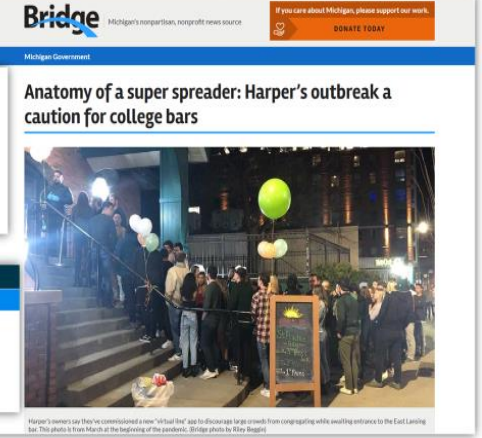 Bridge
Michigan's nonpartisan, nonprofit news source
If you care about Michigan, please support our work.
DONATE TODAY
Michigan Government
Anatomy of a super spreader: Harper's outbreak a
caution for college bars
Harper's owners say they've commissioned a new "virtual line" app to discourage large crowds from congregating while awaiting entrance to the East Lansing
bar. This photo is from March at the beginning of the pandemic. (Bridge photo by Riley Beggin)